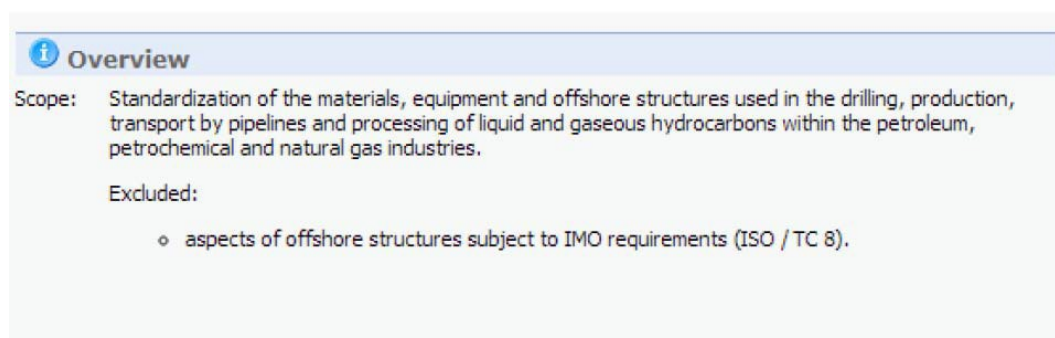 Overview
Scope: Standardization of the materials, equipment and offshore structures used in the drilling, production,
transport by pipelines and processing of liquid and gaseous hydrocarbons within the petroleum,
petrochemical and natural gas industries.
Excluded:
aspects of offshore structures subject to IMO requirements (ISO / TC 8).